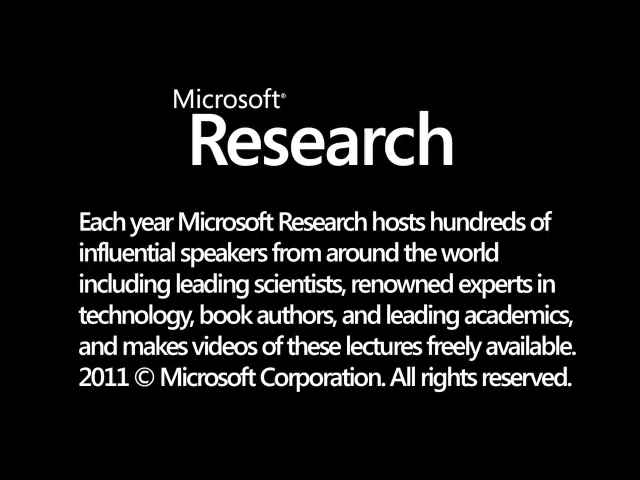 Microsoft®
Research
Each year Microsoft Research hosts hundreds of
influential speakers from around the world
including leading scientists, renowned experts in
technology, book authors, and leading academics,
and makes videos of these lectures freely available.
2011 © Microsoft Corporation. All rights reserved.